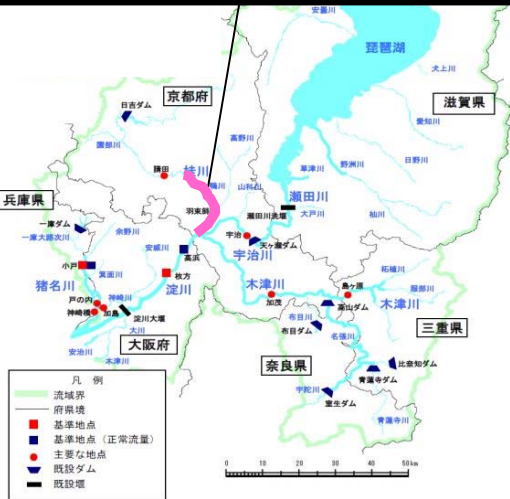 安曇川
琵琶湖
犬上川
京都府
滋賀県
日吉ダム
愛知川
園部川
高野川
請田
桂川
鴨川
山科川
草津川
野洲川
日野川
兵庫県
羽束師
瀬田川洗堰
瀬田川
大戸川
杣川
一庫ダム
余野川
宇治
天ヶ瀬ダム
一庫大路次川
安威川
高浜
宇治川
小戸
箕面川
枚方
木津川
島ヶ原
柘植川
猪名川
淀川
加茂
服部川
戸の内
神崎川
高山ダム
木津川
神崎橋
加島
淀川大堰
布目川
布目ダム
名張川
三重県
大川
安治川
大阪府
木津川
奈良県
比奈知ダム
青蓮寺ダム
宇陀川
室生ダム
青蓮寺川
凡 例
流域界
府県境
基準地点
基準地点（正常流量）
主要な地点
既設ダム
既設堰
0 10 20 30 40 50㎞